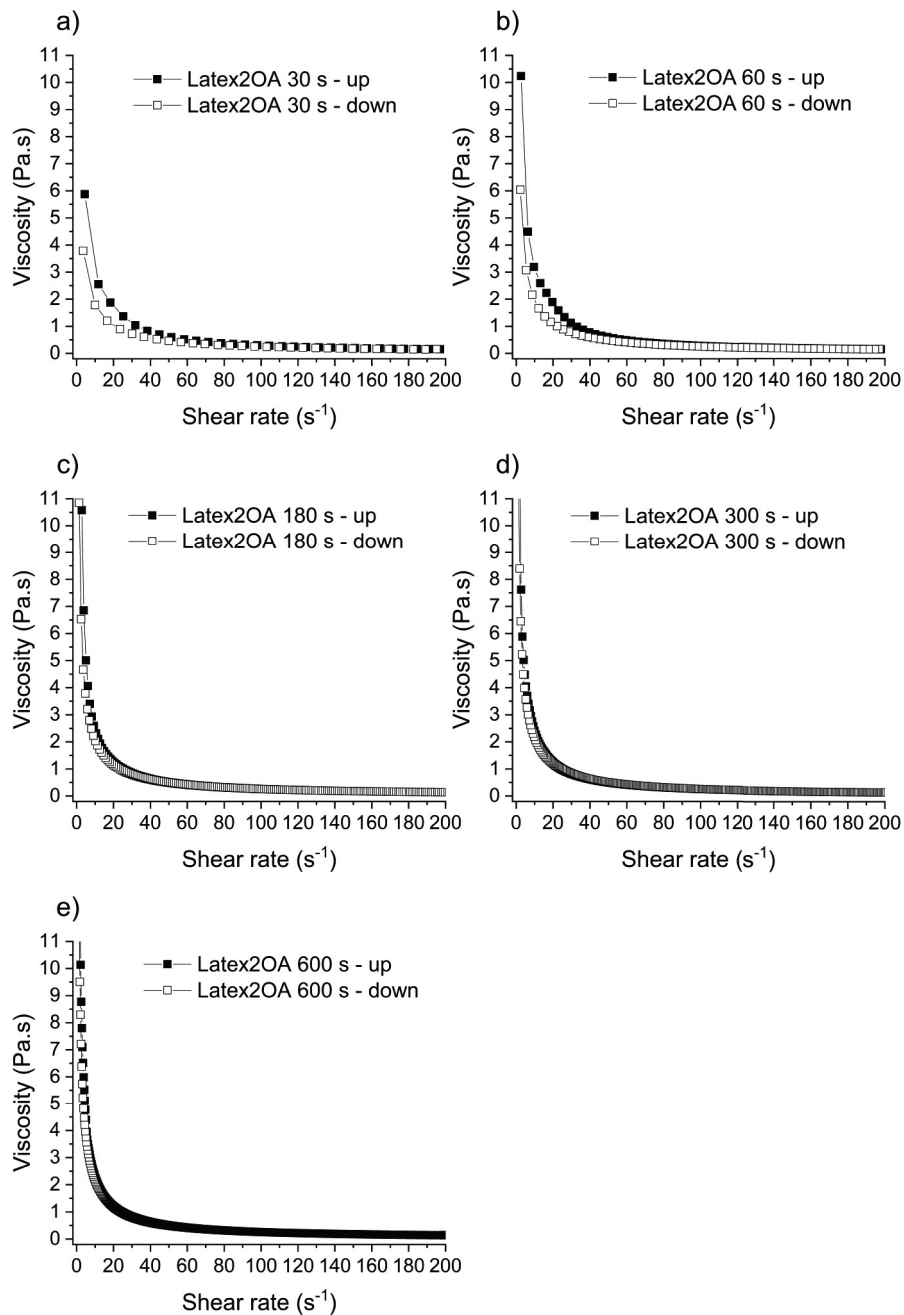 a)
Latex2OA 30 s - up
Latex2OA 30 s - down
Viscosity (Pa.s)
11
10
9
8
7
6
5
4
3
2
1
0
0 20 40 60 80 100 120 140 160 180 200
Shear rate (s⁻¹)
b)
Latex2OA 60 s - up
Latex2OA 60 s - down
Viscosity (Pa.s)
11
10
9
8
7
6
5
4
3
2
1
0
0 20 40 60 80 100 120 140 160 180 200
Shear rate (s⁻¹)
c)
Latex2OA 180 s - up
Latex2OA 180 s - down
Viscosity (Pa.s)
11
10
9
8
7
6
5
4
3
2
1
0
0 20 40 60 80 100 120 140 160 180 200
Shear rate (s⁻¹)
d)
Latex2OA 300 s - up
Latex2OA 300 s - down
Viscosity (Pa.s)
11
10
9
8
7
6
5
4
3
2
1
0
0 20 40 60 80 100 120 140 160 180 200
Shear rate (s⁻¹)
e)
Latex2OA 600 s - up
Latex2OA 600 s - down
Viscosity (Pa.s)
11
10
9
8
7
6
5
4
3
2
1
0
0 20 40 60 80 100 120 140 160 180 200
Shear rate (s⁻¹)